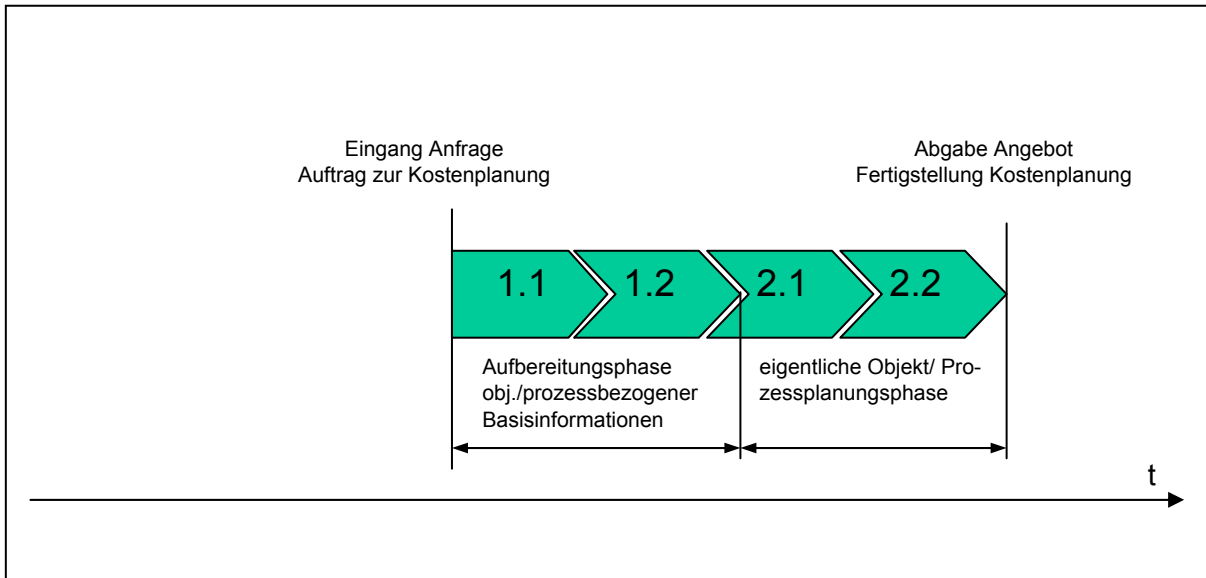 Eingang Anfrage
Auftrag zur Kostenplanung
Abgabe Angebot
Fertigstellung Kostenplanung
1.1
1.2
2.1
2.2
Aufbereitungsphase
obj./prozessbezogener
Basisinformationen
eigentliche Objekt/ Pro-
zessplanungsphase
t